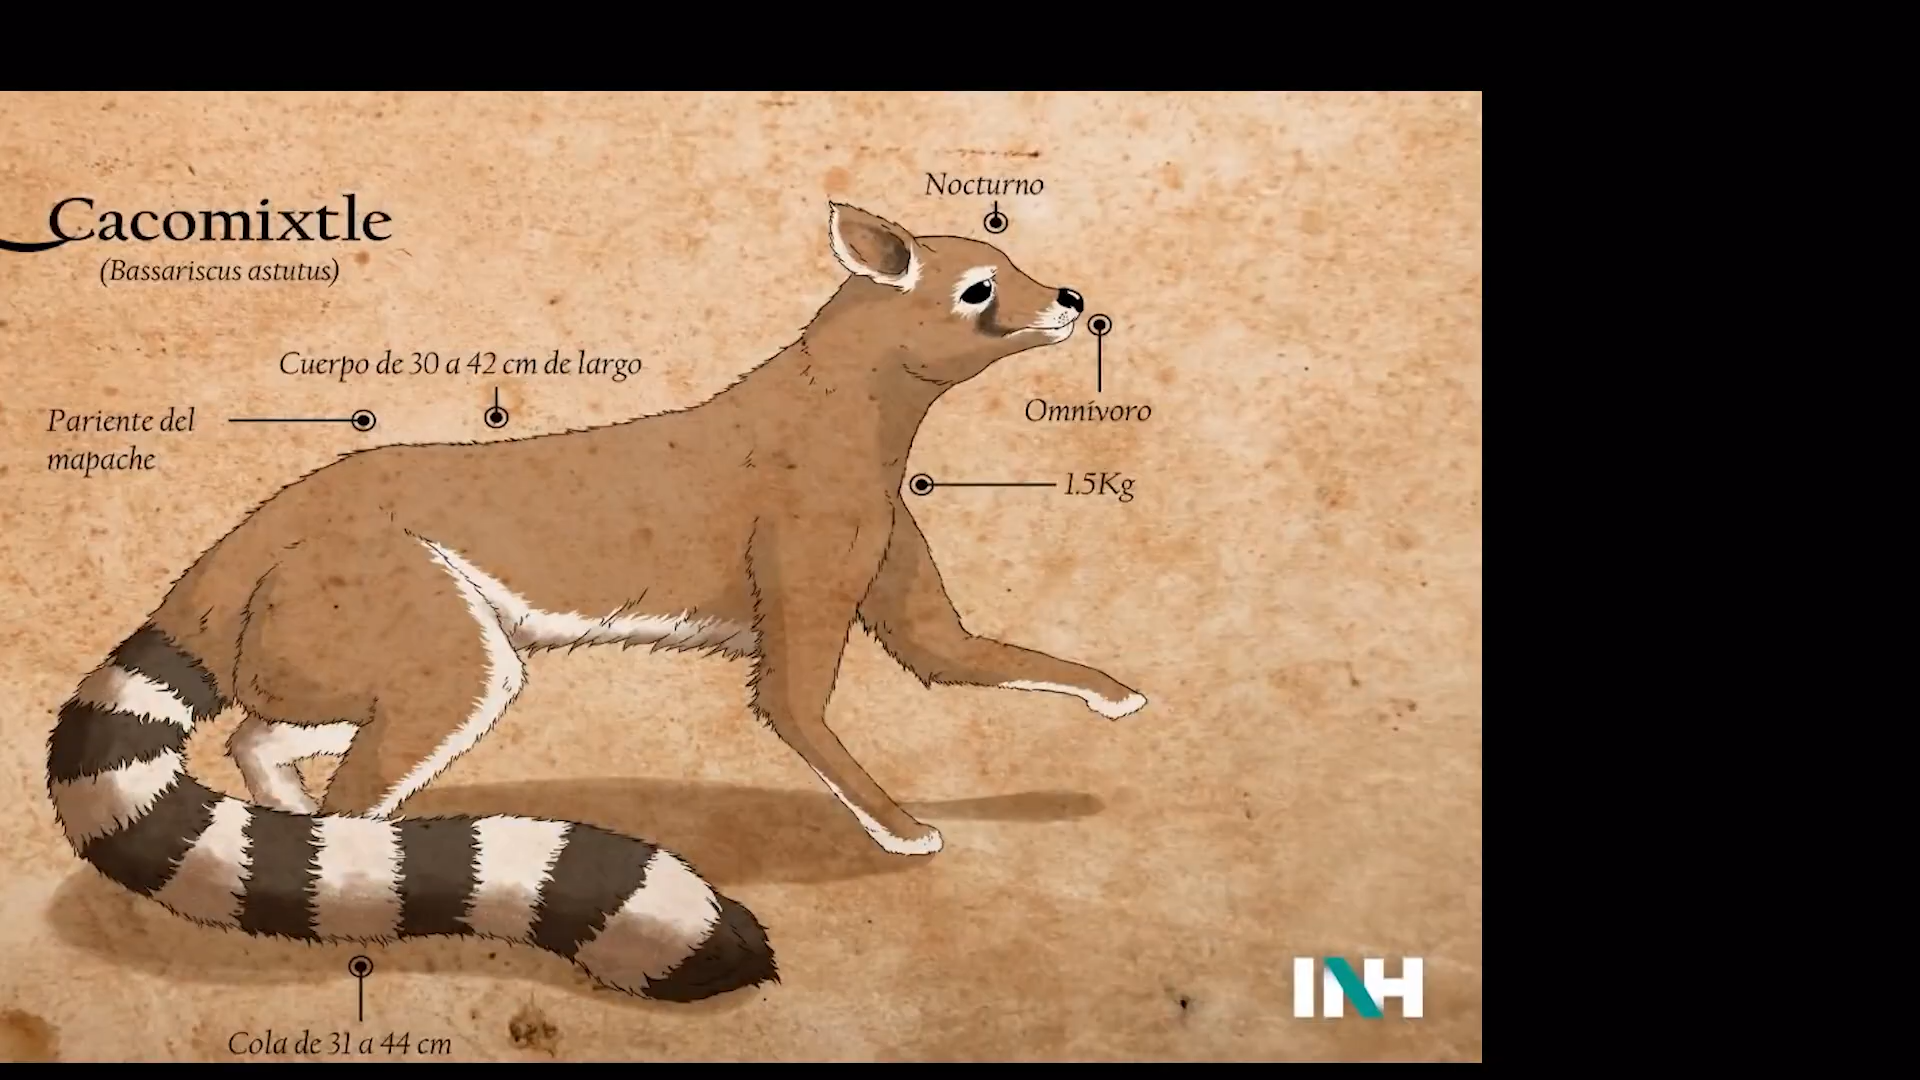 Cacomixtle
(Bassariscus astutus)
Nocturno
Cuerpo de 30 a 42 cm de largo
Pariente del
mapache
Omnívoro
1.5Kg
Cola de 31 a 44 cm
INH